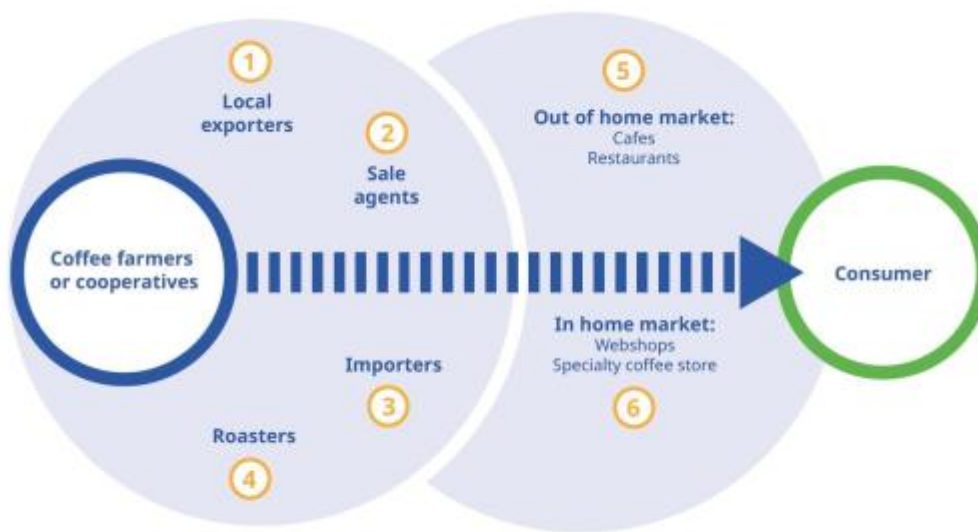 1
Local
exporters
2
Sale
agents
Coffee farmers
or cooperatives
Importers
3
Roasters
4
5
Out of home market:
Cafes
Restaurants
In home market:
Webshops
Specialty coffee store
6
Consumer